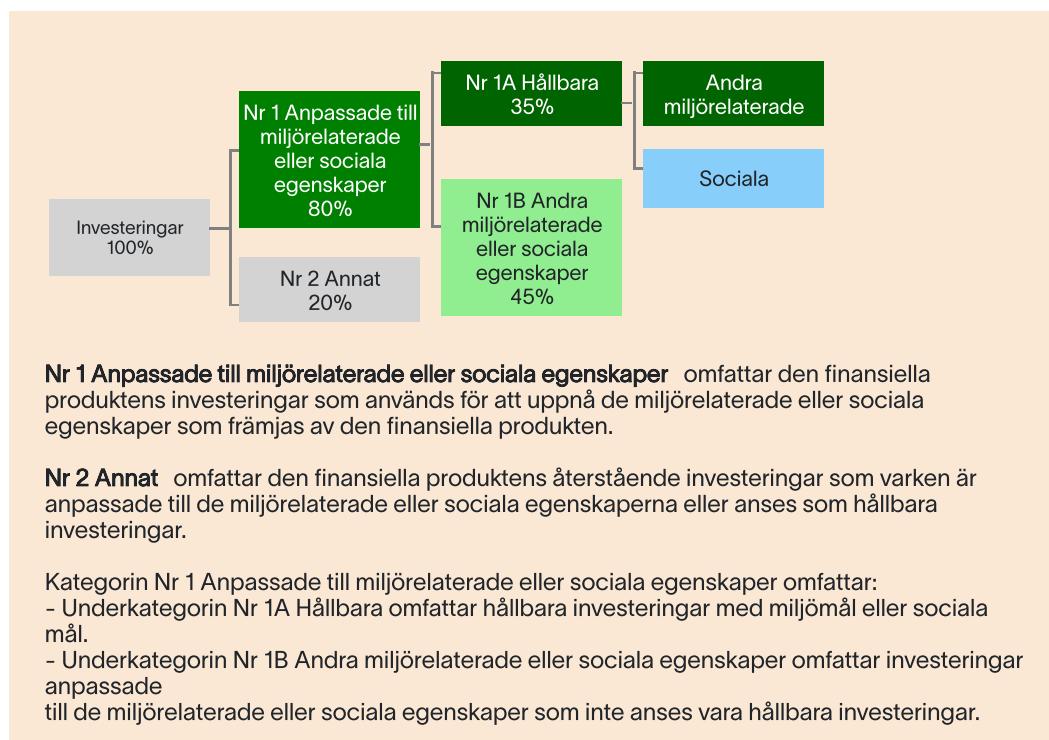 Investeringar
100%
Nr 1 Anpassade till
miljörelaterade
eller sociala
egenskaper
80%
Nr 2 Annat
20%
Nr 1A Hållbara
35%
Nr 1B Andra
miljörelaterade
eller sociala
egenskaper
45%
Andra
miljörelaterade
Sociala
Nr 1 Anpassade till miljörelaterade eller sociala egenskaper omfattar den finansiella
produktens investeringar som används för att uppnå de miljörelaterade eller sociala
egenskaper som främjas av den finansiella produkten.
Nr 2 Annat omfattar den finansiella produktens återstående investeringar som varken är
anpassade till de miljörelaterade eller sociala egenskaperna eller anses som hållbara
investeringar.
Kategorin Nr 1 Anpassade till miljörelaterade eller sociala egenskaper omfattar:
- Underkategorin Nr 1A Hållbara omfattar hållbara investeringar med miljömål eller sociala
mål.
- Underkategorin Nr 1B Andra miljörelaterade eller sociala egenskaper omfattar investeringar
anpassade
till de miljörelaterade eller sociala egenskaper som inte anses vara hållbara investeringar.